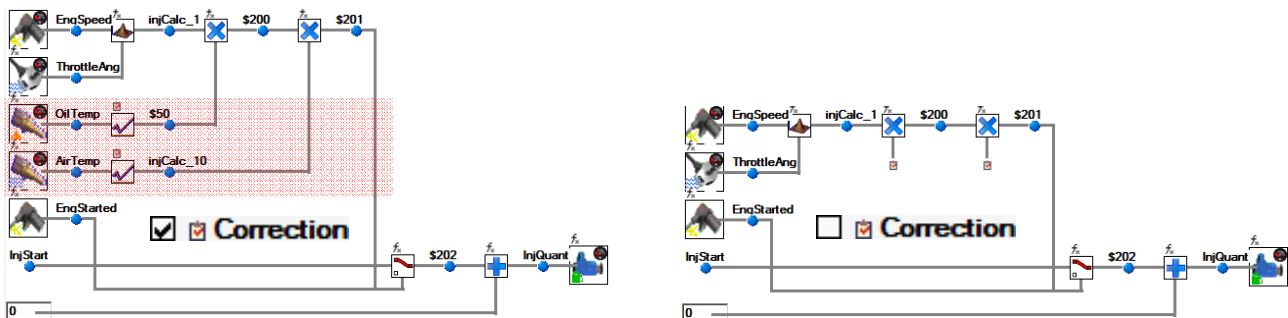 EngSpeed injCalc_1 $200 $201
ThrottleAng
OilTemp $50
AirTemp injCalc_10
EngStarted
Correction
InjStart $202 InjQuant
0
EngSpeed injCalc_1 $200 $201
ThrottleAng
EngStarted
Correction
InjStart $202 InjQuant
0